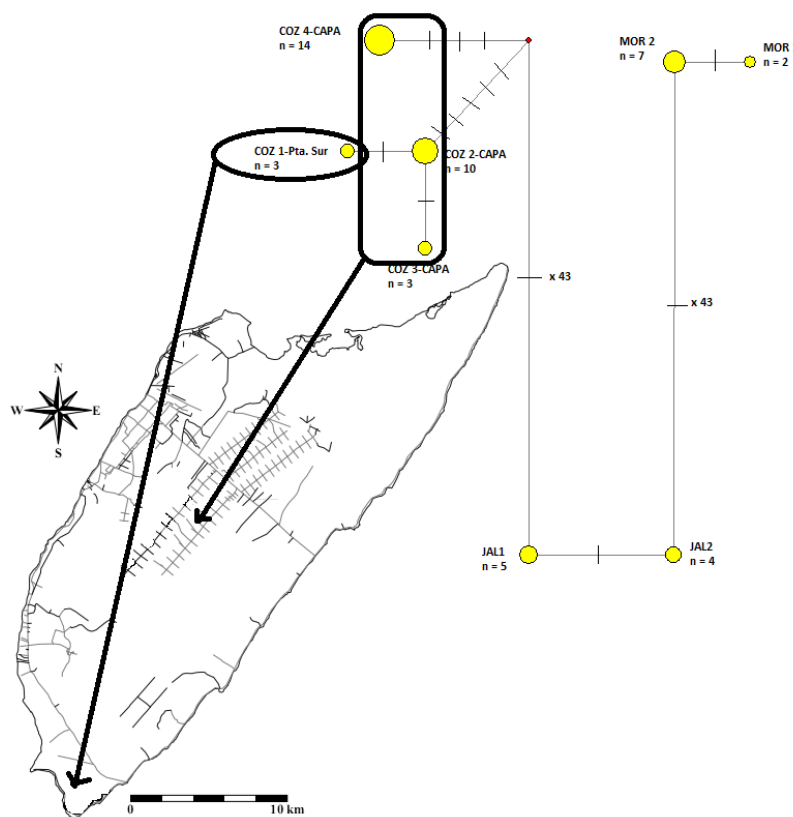 COZ 4-CAPA
n = 14
MOR 2
n = 7
MOR
n = 2
COZ 1-Pta. Sur
n = 3
COZ 2-CAPA
n = 10
COZ 3-CAPA
n = 3
x 43
x 43
N
W
E
S
JAL1
n = 5
JAL2
n = 4
0
10 km